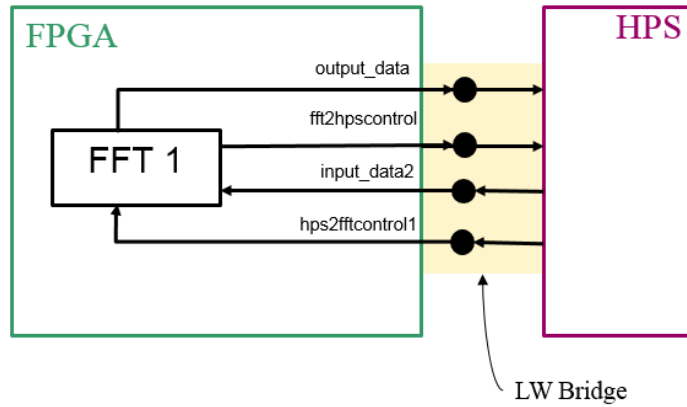 FPGA
HPS
output_data
fft2hpscontrol
FFT 1
input_data2
hps2fftcontrol1
LW Bridge